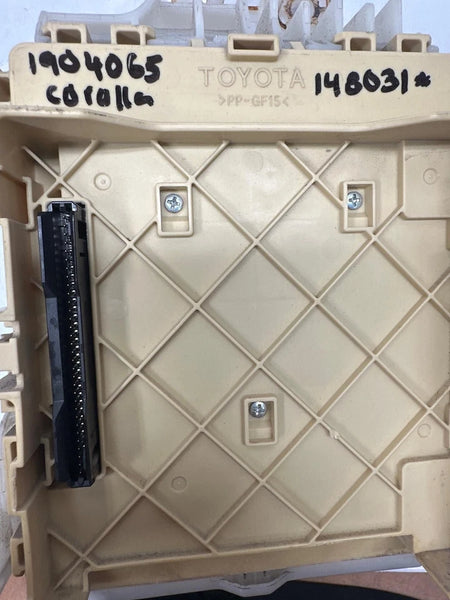 1904065
corolla
TOYOTA
>PP-GF15<
148031*